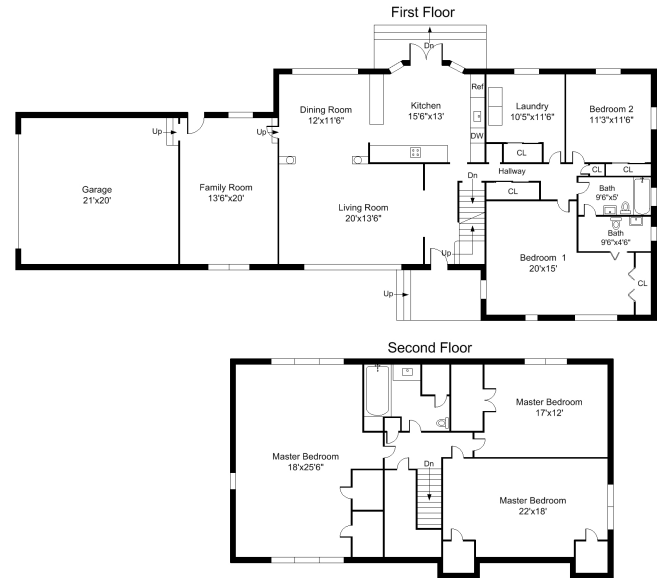 First Floor
Dn
Ref
Dining Room
12'x11'6"
Kitchen
15'6"x13'
Laundry
10'5"x11'6"
Bedroom 2
11'3"x11'6"
Up
Up
DW
CL
Garage
21'x20'
Family Room
13'6"x20'
Dn
Hallway
CL
CL
CL
Bath
9'6"x5'
Living Room
20'x13'6"
Bath
9'6"x4'6"
Up
Bedroom 1
20'x15'
CL
Up
Second Floor
Master Bedroom
17'x12'
Master Bedroom
18'x25'6"
Dn
Master Bedroom
22'x18'